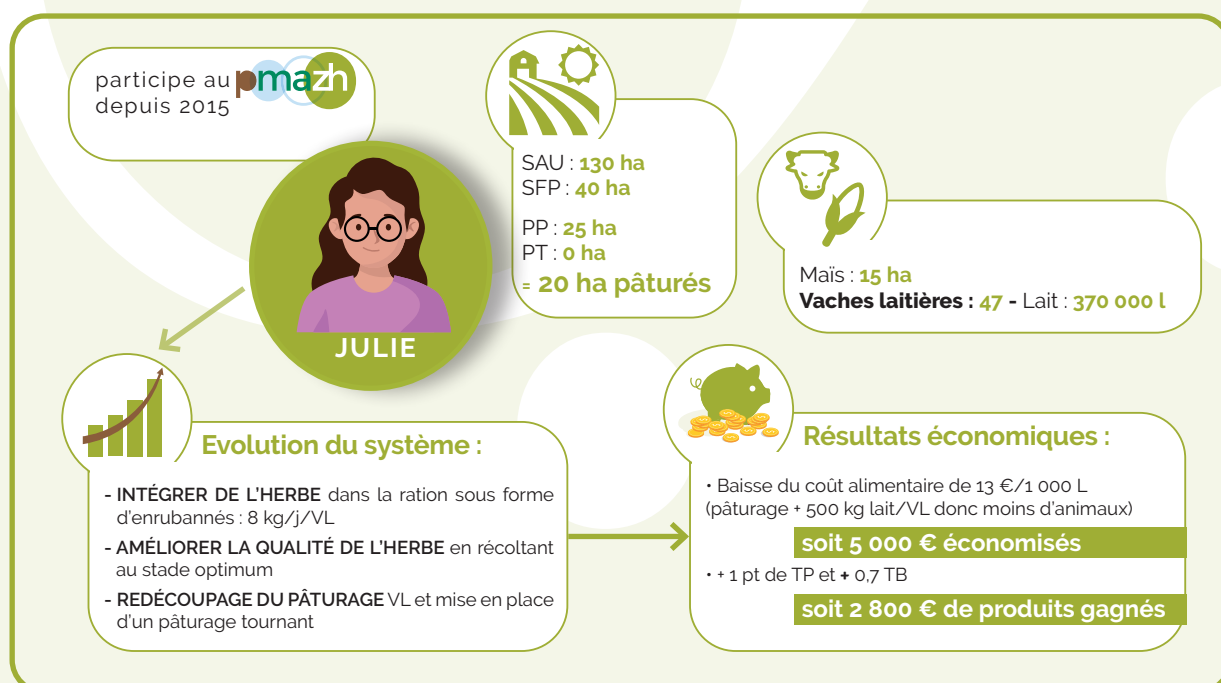 participe au pmazh
depuis 2015
JULIE
SAU : 130 ha
SFP : 40 ha
PP : 25 ha
PT : 0 ha
= 20 ha pâturés
Maïs : 15 ha
Vaches laitières : 47 - Lait : 370 000 l
Evolution du système :
- INTÉGRER DE L'HERBE dans la ration sous forme
d'enrubannés : 8 kg/j/VL
- AMÉLIORER LA QUALITÉ DE L'HERBE en récoltant
au stade optimum
- REDÉCOUPAGE DU PÂTURAGE VL et mise en place
d'un pâturage tournant
Résultats économiques :
• Baisse du coût alimentaire de 13 €/1 000 L
(pâturage + 500 kg lait/VL donc moins d'animaux)
soit 5 000 € économisés
• + 1 pt de TP et + 0,7 TB
soit 2 800 € de produits gagnés